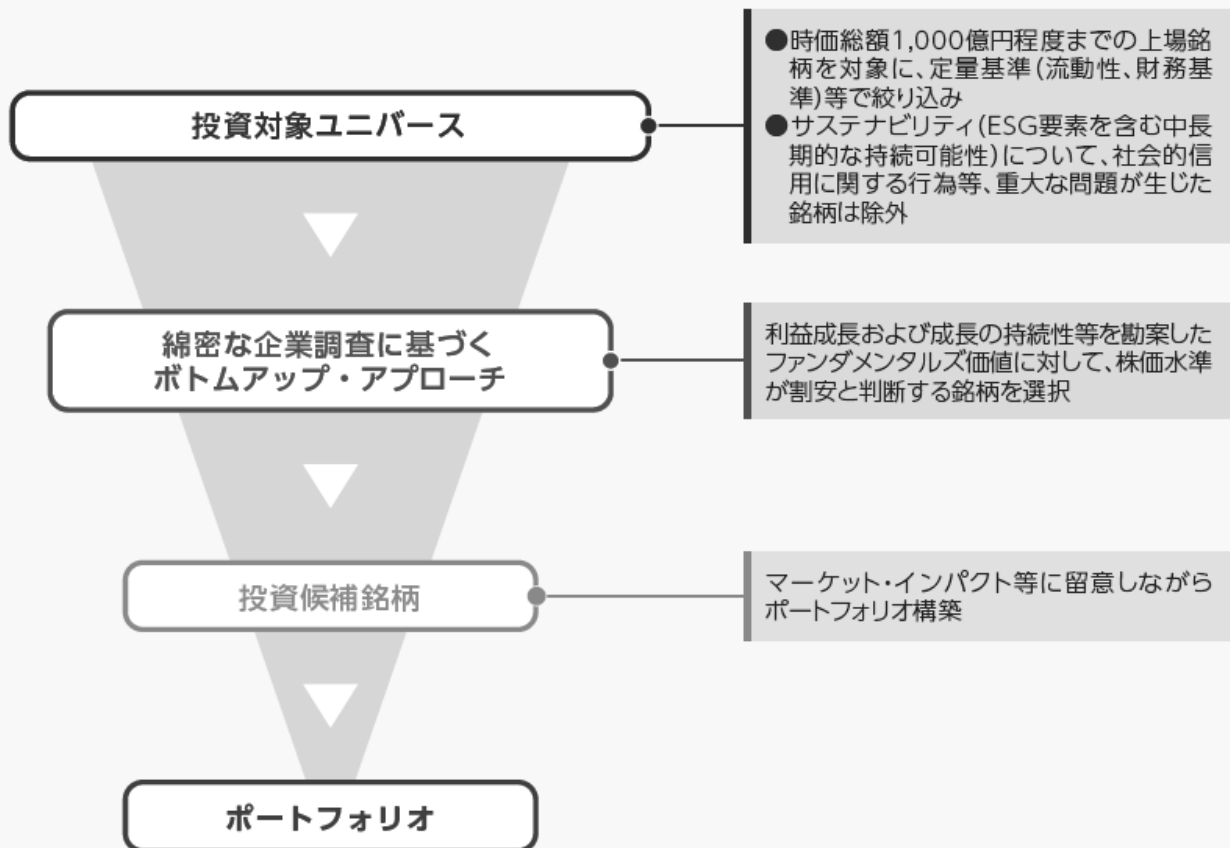 投資対象ユニバース
●時価総額1,000億円程度までの上場銘
柄を対象に、定量基準(流動性、財務基
準)等で絞り込み
●サステナビリティ(ESG要素を含む中長
期的な持続可能性)について、社会的信
用に関する行為等、重大な問題が生じた
銘柄は除外
綿密な企業調査に基づく
ボトムアップ・アプローチ
利益成長および成長の持続性等を勘案した
ファンダメンタルズ価値に対して、株価水準
が割安と判断する銘柄を選択
投資候補銘柄
マーケット・インパクト等に留意しながら
ポートフォリオ構築
ポートフォリオ